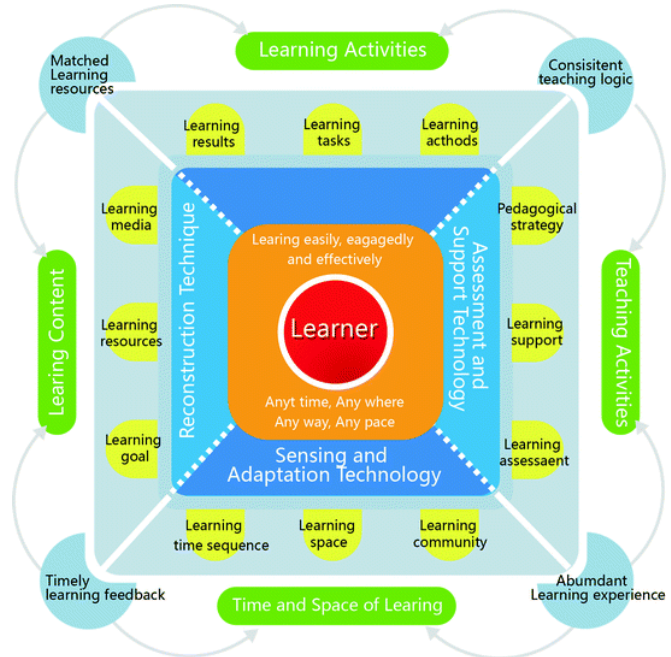 Learning Activities
Matched
Learning
resources
Consisitent
teaching logic
Learning
results
Learning
tasks
Learning
acthods
Learning
media
Pedagogical
strategy
Learing easily, eagagedly
and effectively
Reconstruction Technique
Assessment and
Support Technology
Learing Content
Teaching Activities
Learning
resources
Learner
Learning
support
Anyt time, Any where
Any way, Any pace
Learning
goal
Learning
assessaent
Sensing and
Adaptation Technology
Learning
time sequence
Learning
space
Learning
community
Timely
learning feedback
Abumdant
Learning experience
Time and Space of Learing